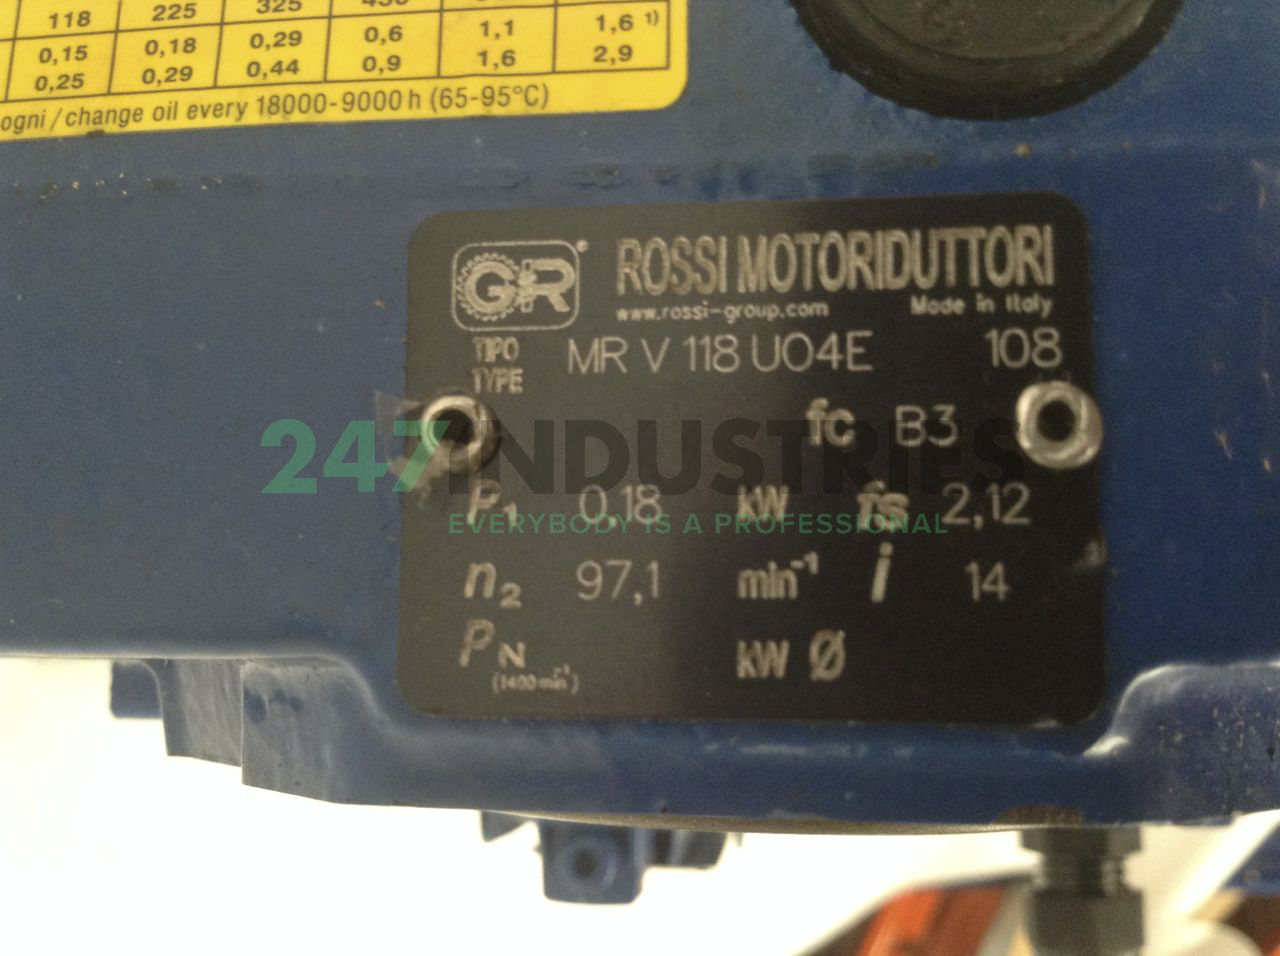 118 225 325
0,15 0,18 0,29 0,6 1,1 1,6 1)
0,25 0,29 0,44 0,9 1,6 2,9
ogni / change oil every 18000-9000 h (65-95°C)
GR ® ROSSI MOTORIDUTTORI
www.rossi-group.com Made in Italy
TIPO
TYPE MR V 118 UO4E 108
fc B3
247 INDUSTRIES
P1 0,18 kW fs 2,12
EVERYBODY IS A PROFESSIONAL
n2 97,1 min-1 i 14
PN kW Ø
(1400 min-1)